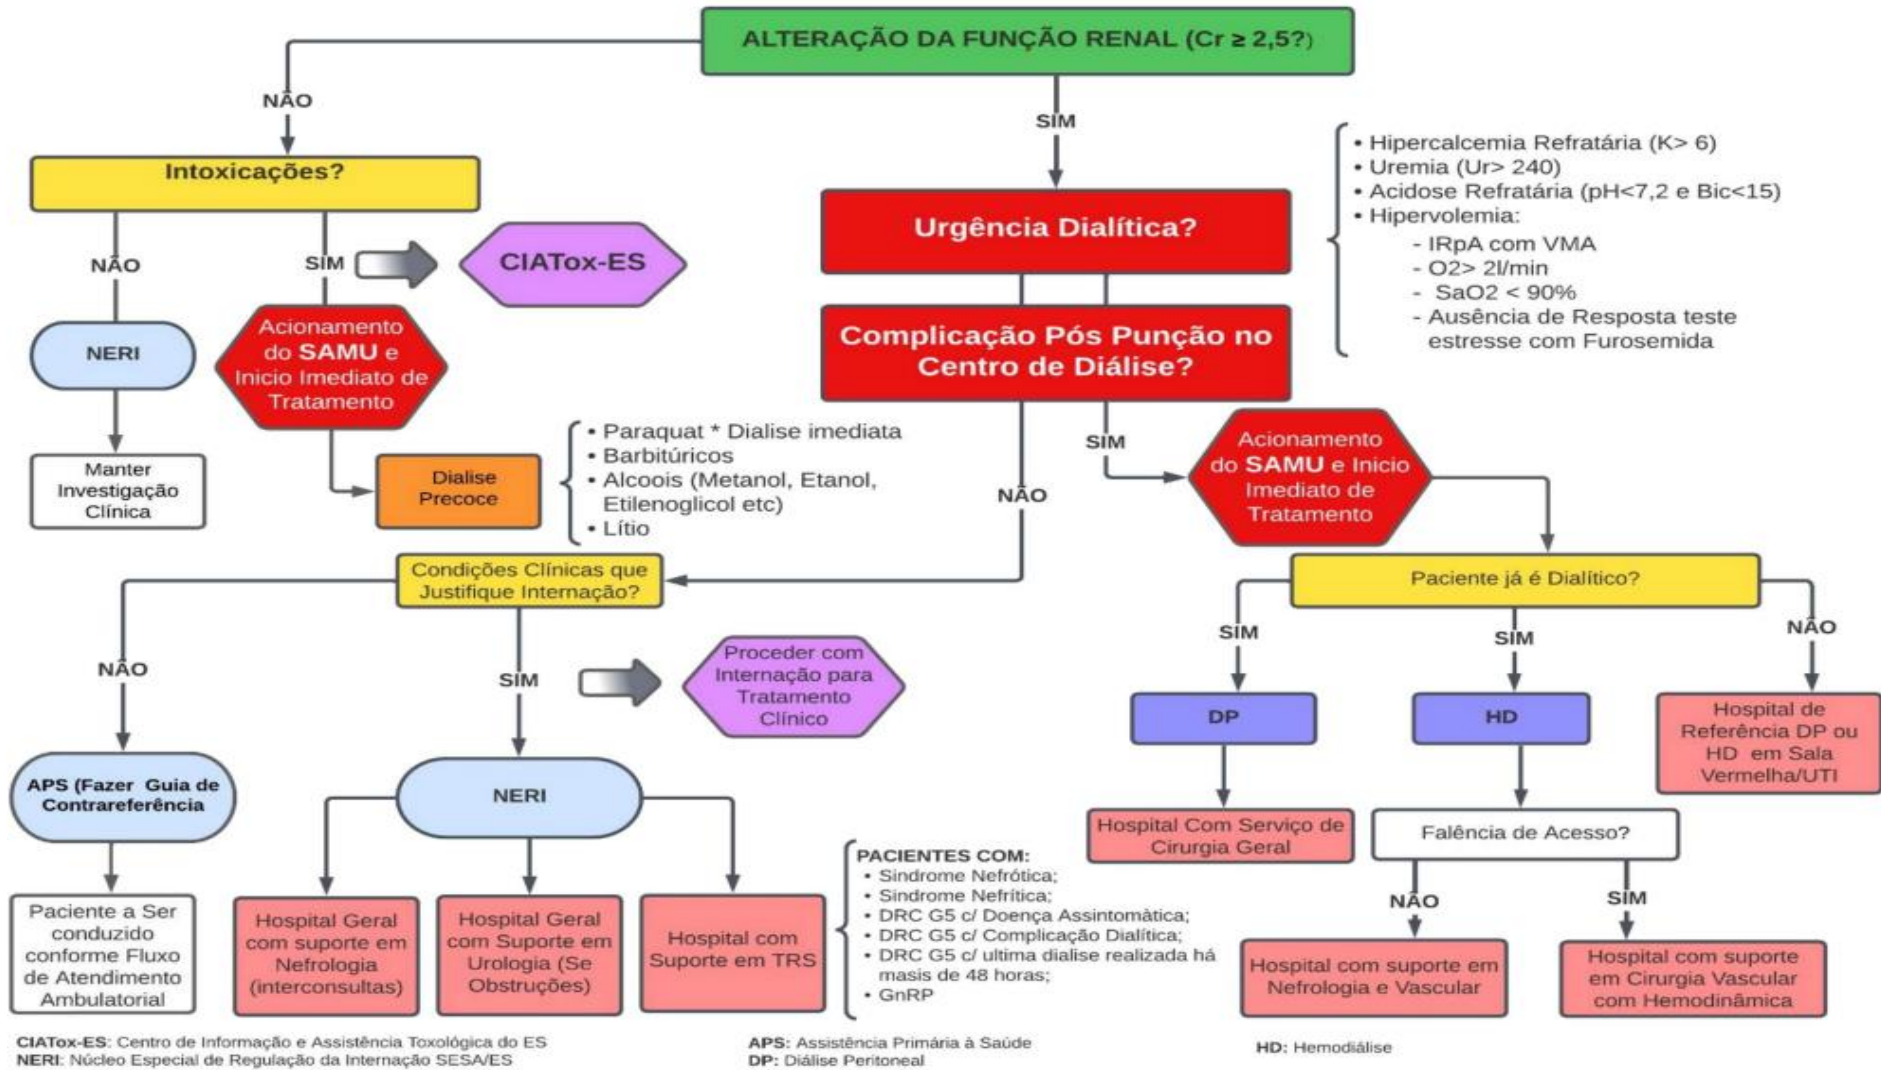 ALTERAÇÃO DA FUNÇÃO RENAL (Cr ≥ 2,5?)
NÃO
SIM
Intoxicações?
NÃO
SIM
CIATox-ES
NERI
Manter
Investigação
Clínica
Acionamento
do SAMU e
Inicio Imediato de
Tratamento
Dialise
Precoce
• Paraquat * Dialise imediata
• Barbitúricos
• Alcoois (Metanol, Etanol,
Etilenoglicol etc)
• Lítio
Urgência Dialítica?
• Hipercalcemia Refratária (K> 6)
• Uremia (Ur> 240)
• Acidose Refratária (pH<7,2 e Bic<15)
• Hipervolemia:
- IRpA com VMA
- O2> 2l/min
- SaO2 < 90%
- Ausência de Resposta teste
estresse com Furosemida
Complicação Pós Punção no
Centro de Diálise?
NÃO
SIM
Acionamento
do SAMU e Inicio
Imediato de
Tratamento
Condições Clínicas que
Justifique Internação?
NÃO
SIM
Proceder com
Internação para
Tratamento
Clínico
APS (Fazer Guia de
Contrareferência
Paciente a Ser
conduzido
conforme Fluxo
de Atendimento
Ambulatorial
NERI
Hospital Geral
com suporte em
Nefrologia
(interconsultas)
Hospital Geral
com Suporte em
Urologia (Se
Obstruções)
Hospital com
Suporte em TRS
PACIENTES COM:
• Sindrome Nefrótica;
• Sindrome Nefrítica;
• DRC G5 c/ Doença Assintomàtica;
• DRC G5 c/ Complicação Dialítica;
• DRC G5 c/ ultima dialise realizada há
masis de 48 horas;
• GnRP
Paciente já é Dialítico?
SIM
SIM
NÃO
DP
HD
Hospital de
Referência DP ou
HD em Sala
Vermelha/UTI
Hospital Com Serviço de
Cirurgia Geral
Falência de Acesso?
NÃO
SIM
Hospital com suporte em
Nefrologia e Vascular
Hospital com suporte
em Cirurgia Vascular
com Hemodinâmica
CIATox-ES: Centro de Informação e Assistência Toxológica do ES
NERI: Núcleo Especial de Regulação da Internação SESA/ES
APS: Assistência Primária à Saúde
DP: Diálise Peritoneal
HD: Hemodiálise